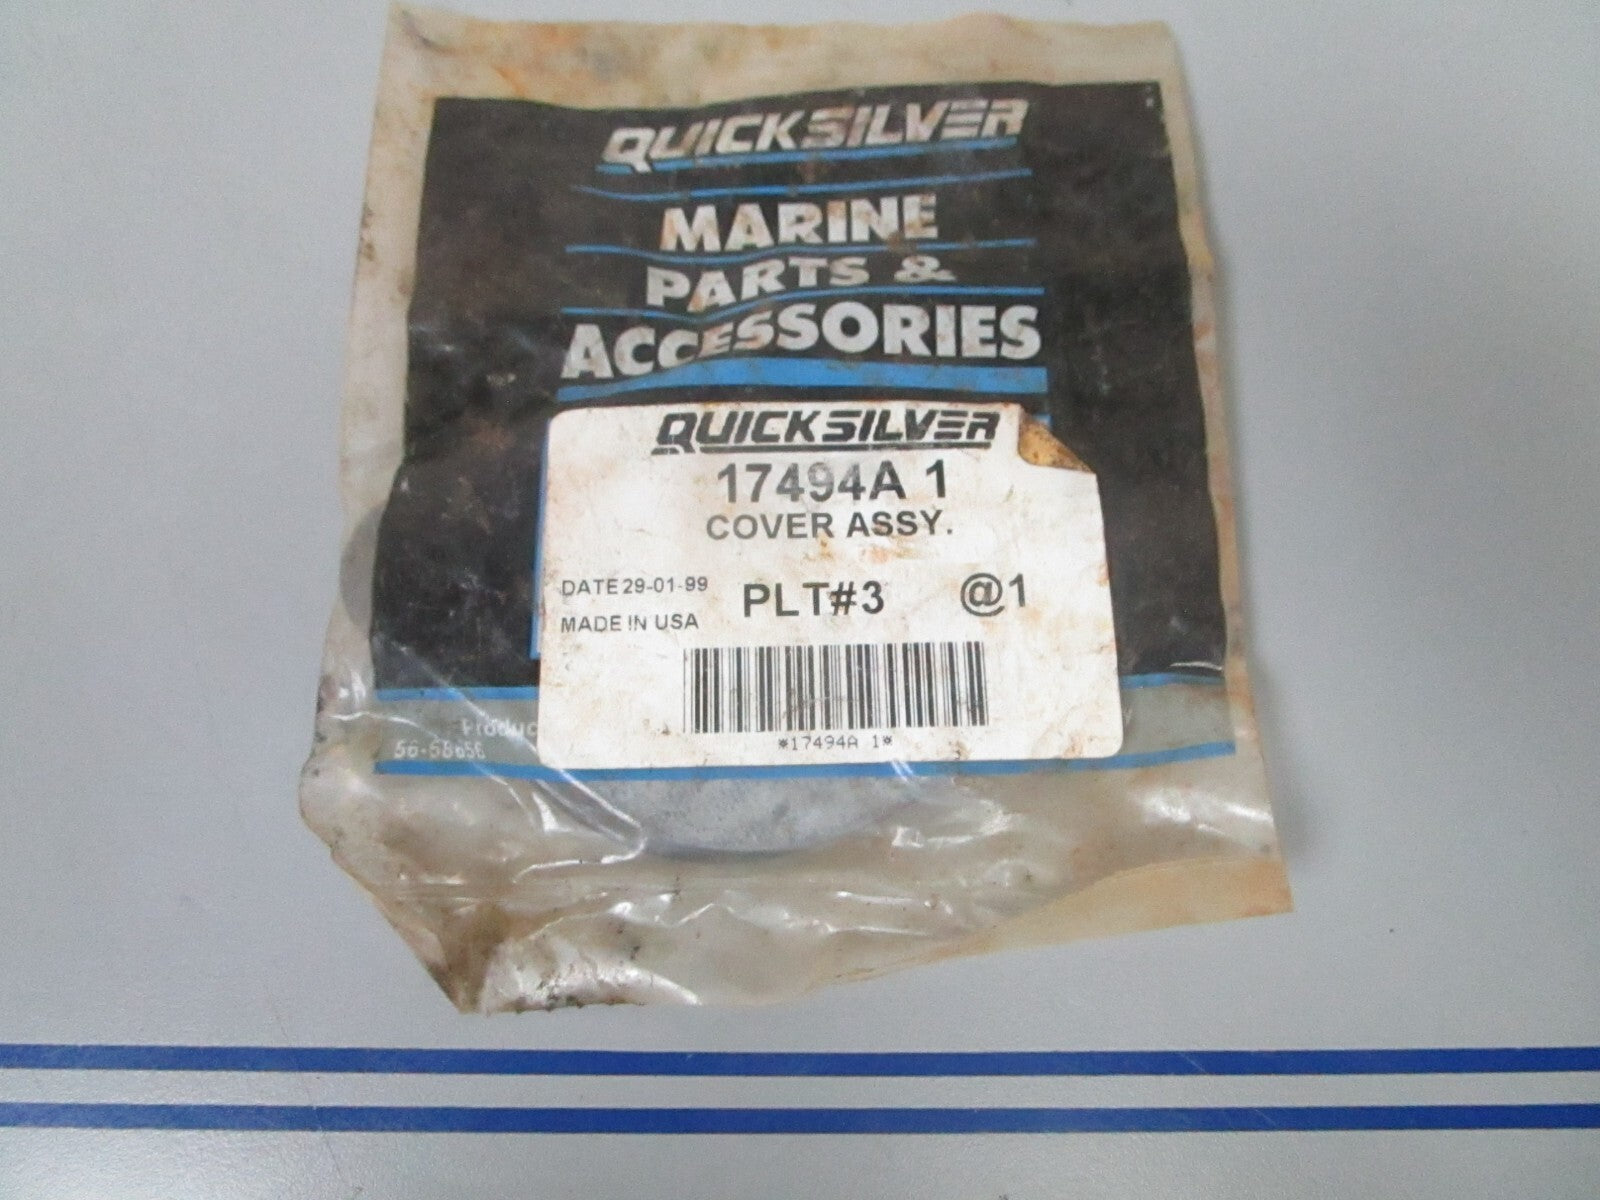 QUICKSILVER
MARINE
PARTS &
ACCESSORIES
QUICKSILVER
17494A 1
COVER ASSY.
DATE 29-01-99 PLT#3 @1
MADE IN USA
*17494A 1*